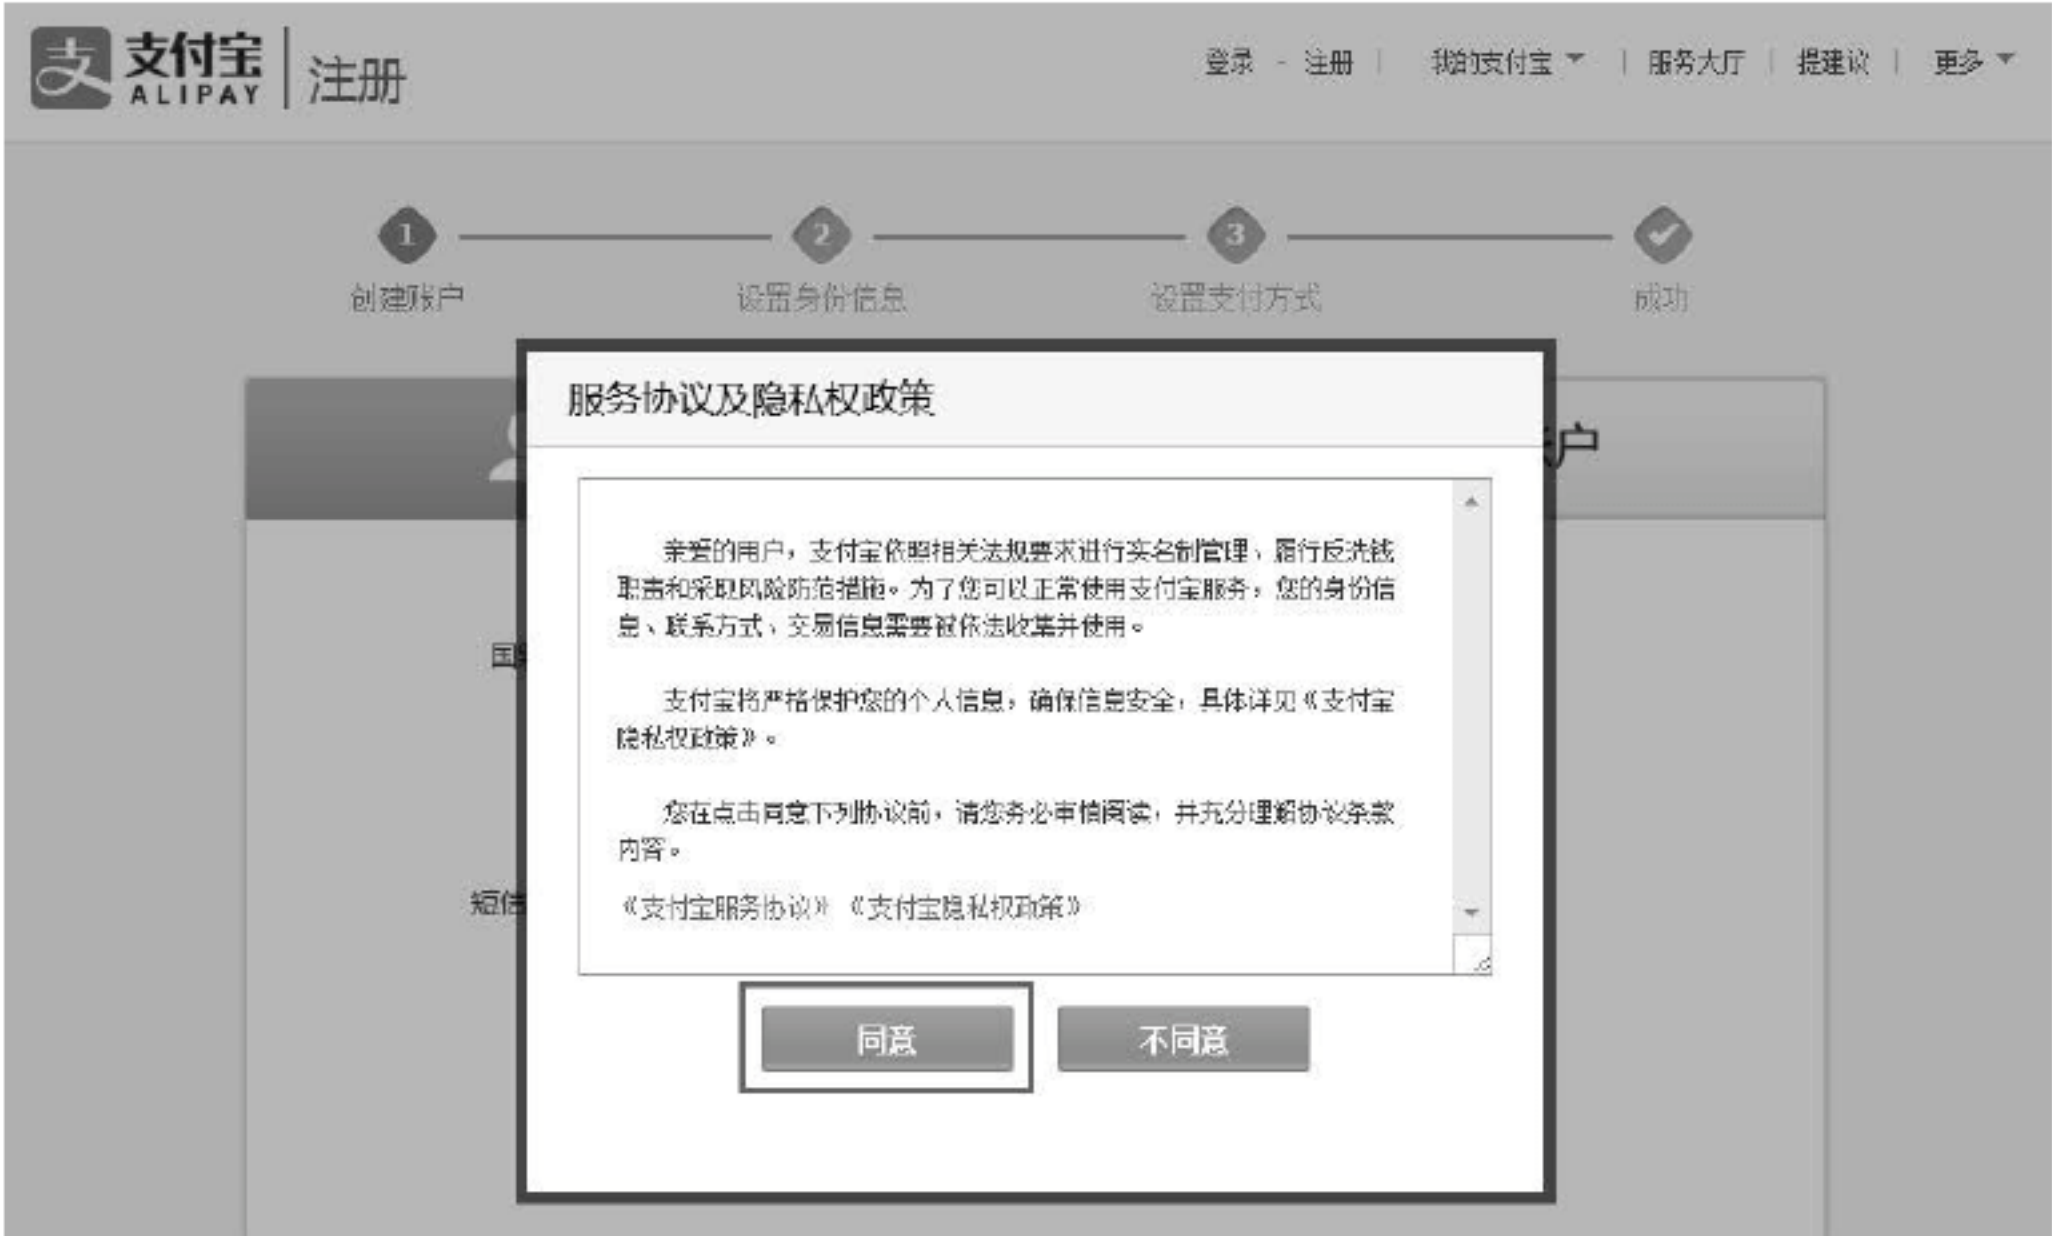 支 支付宝 ALIPAY 注册
登录 - 注册 | 我的支付宝 | 服务大厅 | 提建议 | 更多
1 2 3
创建账户 设置身份信息 设置支付方式 成功
服务协议及隐私权政策
户
亲爱的用户，支付宝依照相关法规要求进行实名制管理、履行反洗钱
职责和采取风险防范措施。为了您可以正常使用支付宝服务，您的身份信
息、联系方式、交易信息需要被依法收集并使用。
国
支付宝将严格保护您的个人信息，确保信息安全，具体详见《支付宝
隐私权政策》。
您在点击同意下列协议前，请您务必审慎阅读，并充分理解协议条款
内容。
短信
《支付宝服务协议》 《支付宝隐私权政策》
同意 不同意